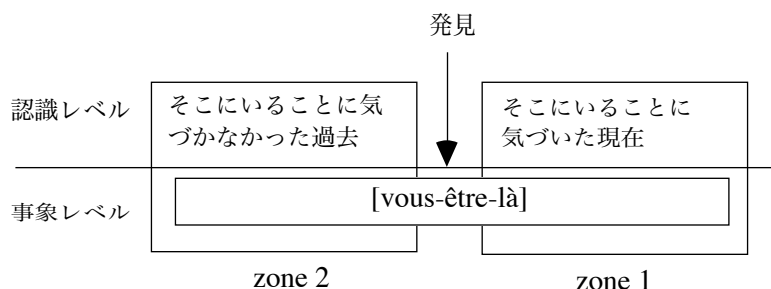 発見
認識レベル
そこにいることに気
づかなかった過去
そこにいることに
気づいた現在
事象レベル
[vous-être-là]
zone 2
zone 1